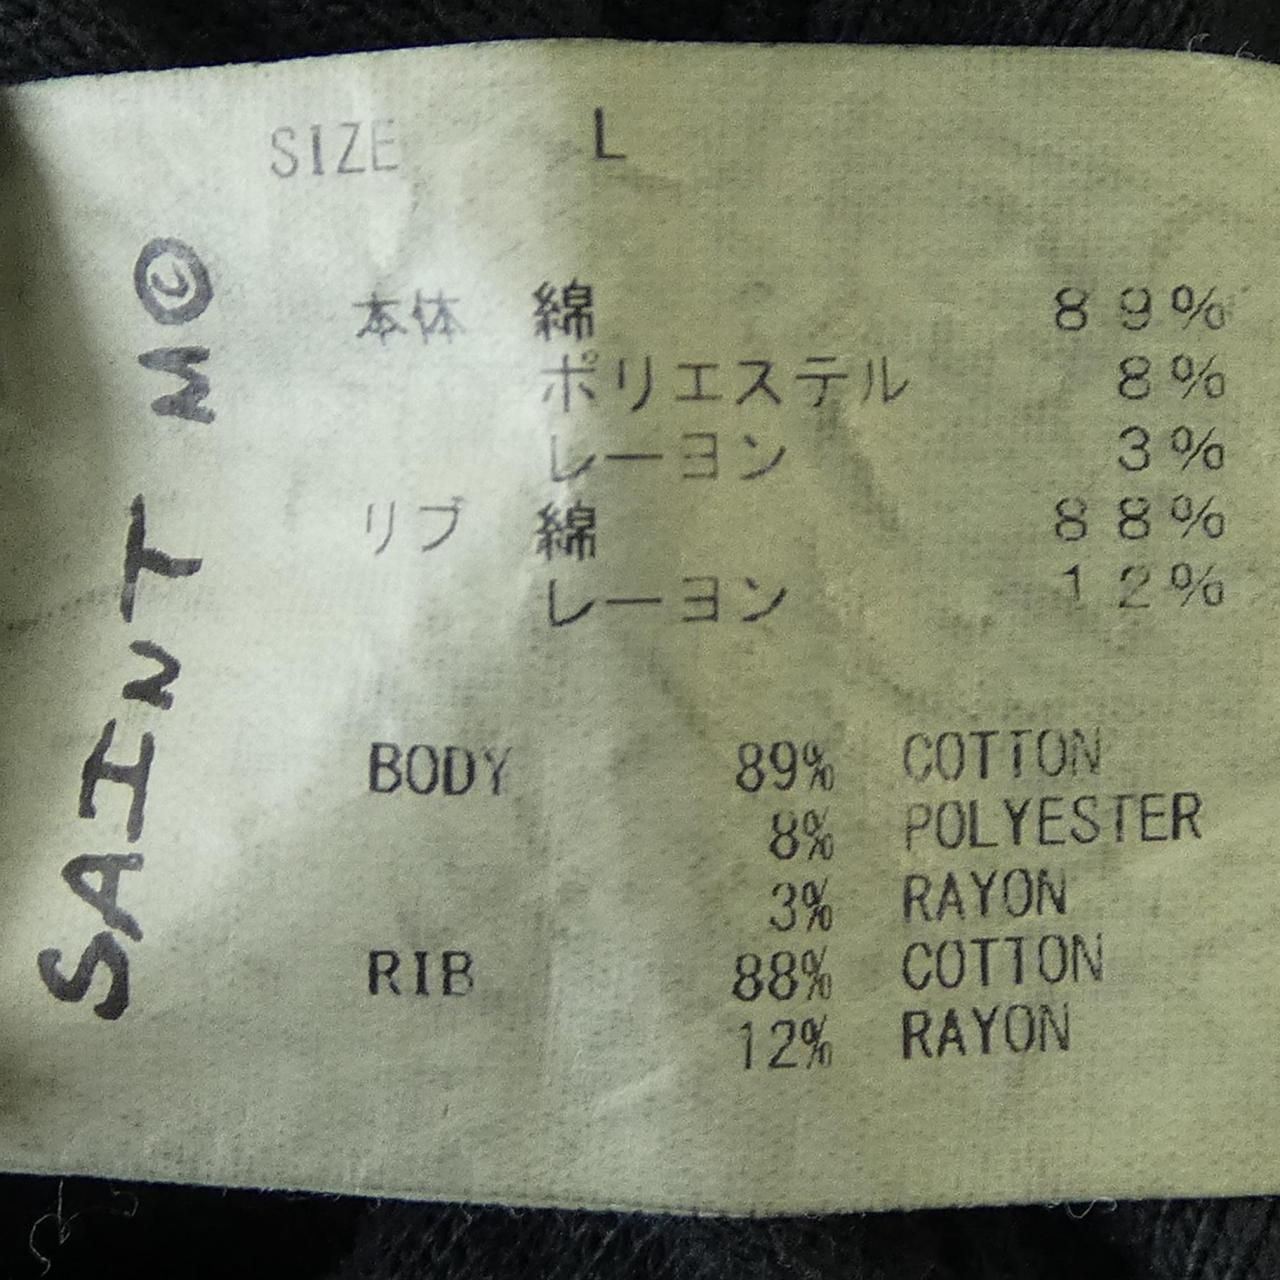 SIZE L
SAINT M©
本体 綿 89%
ポリエステル 8%
レーヨン 3%
リブ 綿 88%
レーヨン 12%
BODY 89% COTTON
8% POLYESTER
3% RAYON
RIB 88% COTTON
12% RAYON